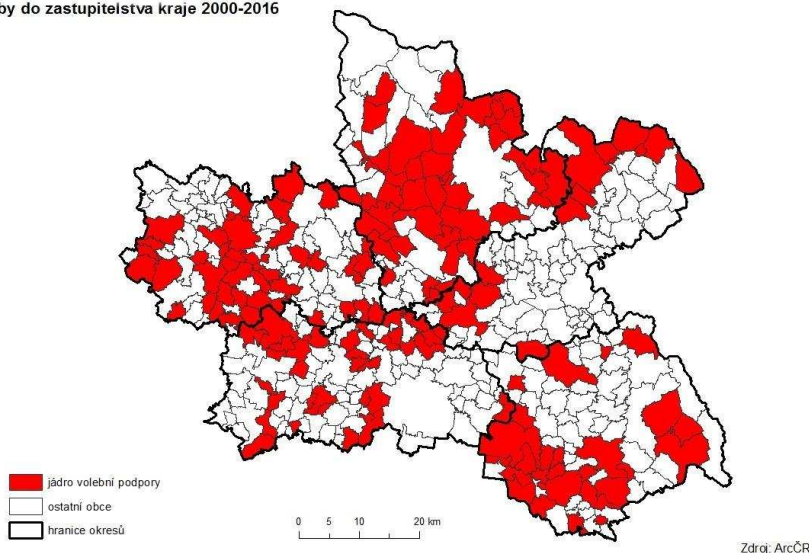 by do zastupitelstva kraje 2000-2016
jádro volební podpory
ostatní obce
hranice okresů
0 5 10 20 km
Zdroj: ArcČR